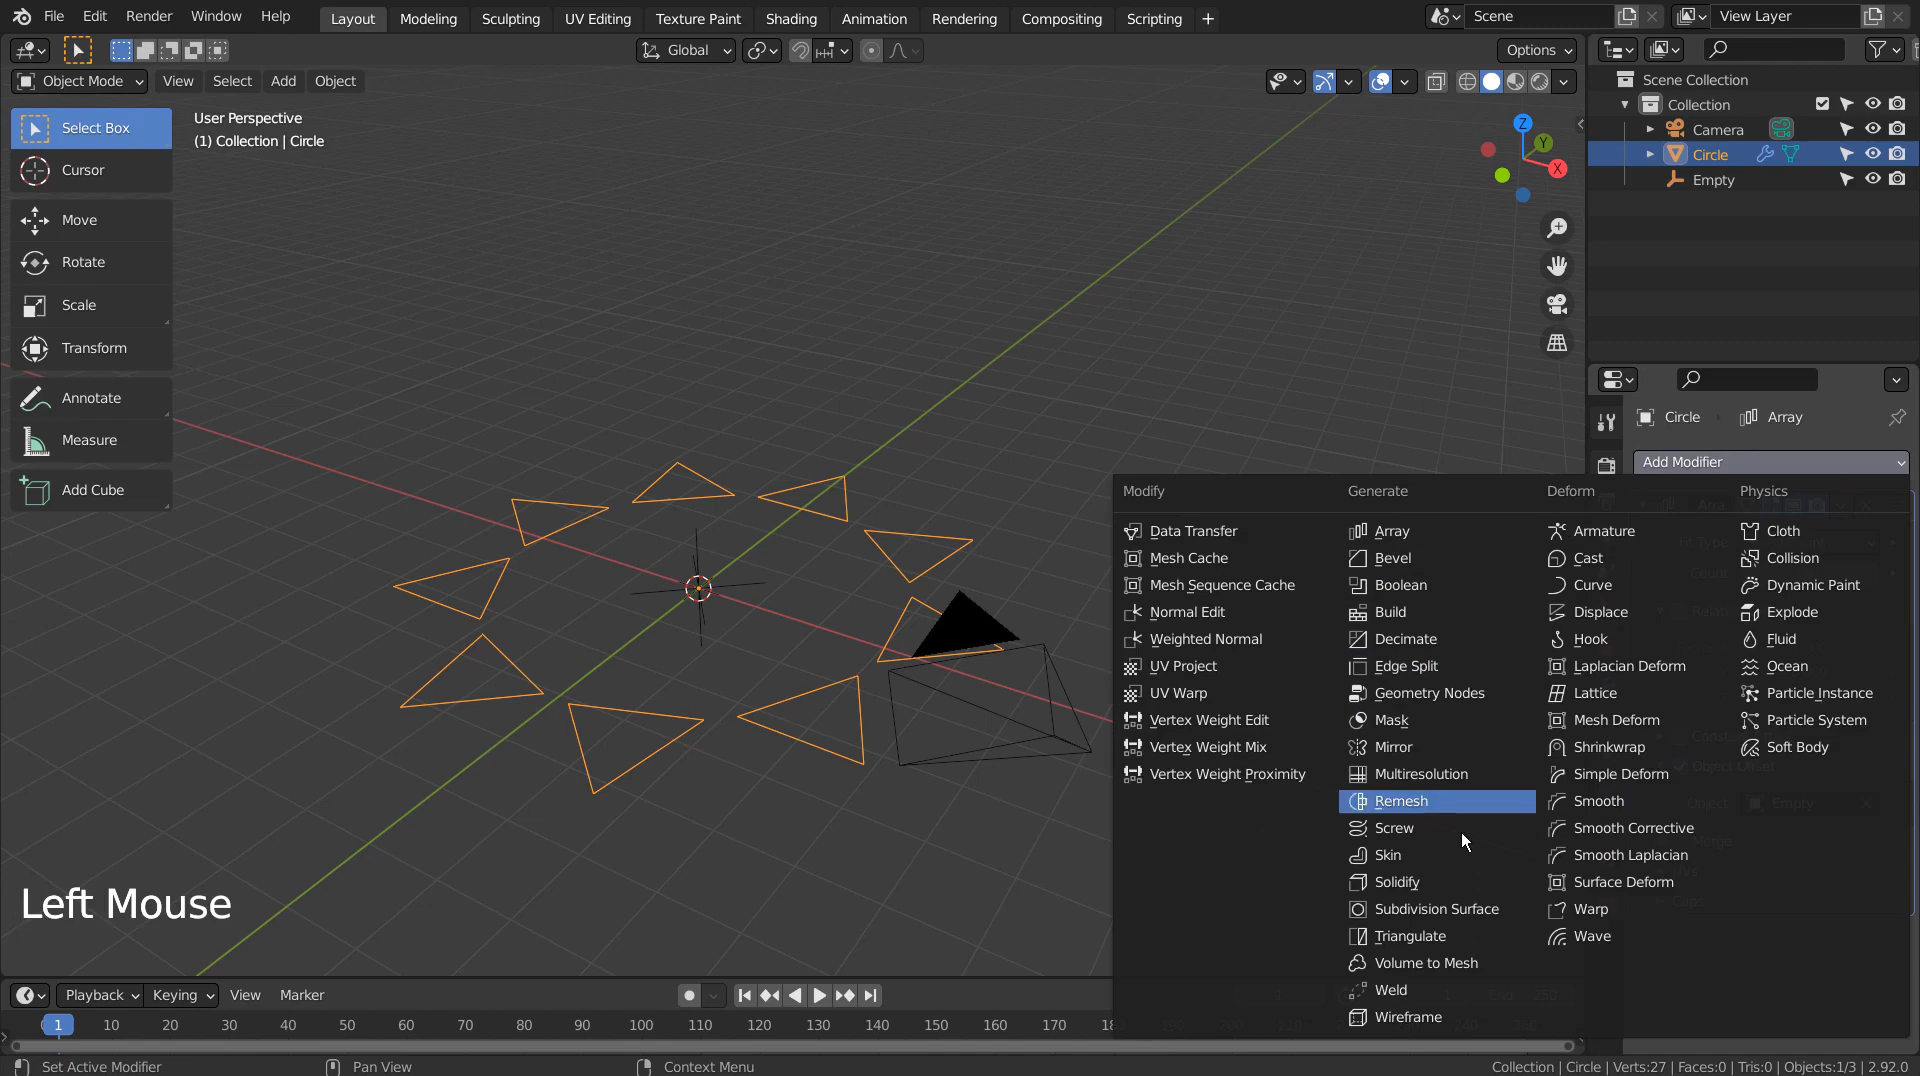 File Edit Render Window Help Layout Modeling Sculpting UV Editing Texture Paint Shading Animation Rendering Compositing Scripting + Scene View Layer
Global Options
Object Mode View Select Add Object
Select Box
Cursor
Move
Rotate
Scale
Transform
Annotate
Measure
Add Cube
User Perspective
(1) Collection | Circle
Z
Y
X
Scene Collection
Collection
Camera
Circle
Empty
Circle Array
Add Modifier
Modify
Data Transfer
Mesh Cache
Mesh Sequence Cache
Normal Edit
Weighted Normal
UV Project
UV Warp
Vertex Weight Edit
Vertex Weight Mix
Vertex Weight Proximity
Generate
Array
Bevel
Boolean
Build
Decimate
Edge Split
Geometry Nodes
Mask
Mirror
Multiresolution
Remesh
Screw
Skin
Solidify
Subdivision Surface
Triangulate
Volume to Mesh
Weld
Wireframe
Deform
Armature
Cast
Curve
Displace
Hook
Laplacian Deform
Lattice
Mesh Deform
Shrinkwrap
Simple Deform
Smooth
Smooth Corrective
Smooth Laplacian
Surface Deform
Warp
Wave
Physics
Cloth
Collision
Dynamic Paint
Explode
Fluid
Ocean
Particle Instance
Particle System
Soft Body
Object Offset
Object Empty
Left Mouse
Playback Keying View Marker
1 10 20 30 40 50 60 70 80 90 100 110 120 130 140 150 160 170
Set Active Modifier Pan View Context Menu Collection | Circle | Verts:27 | Faces:0 | Tris:0 | Objects:1/3 | 2.92.0